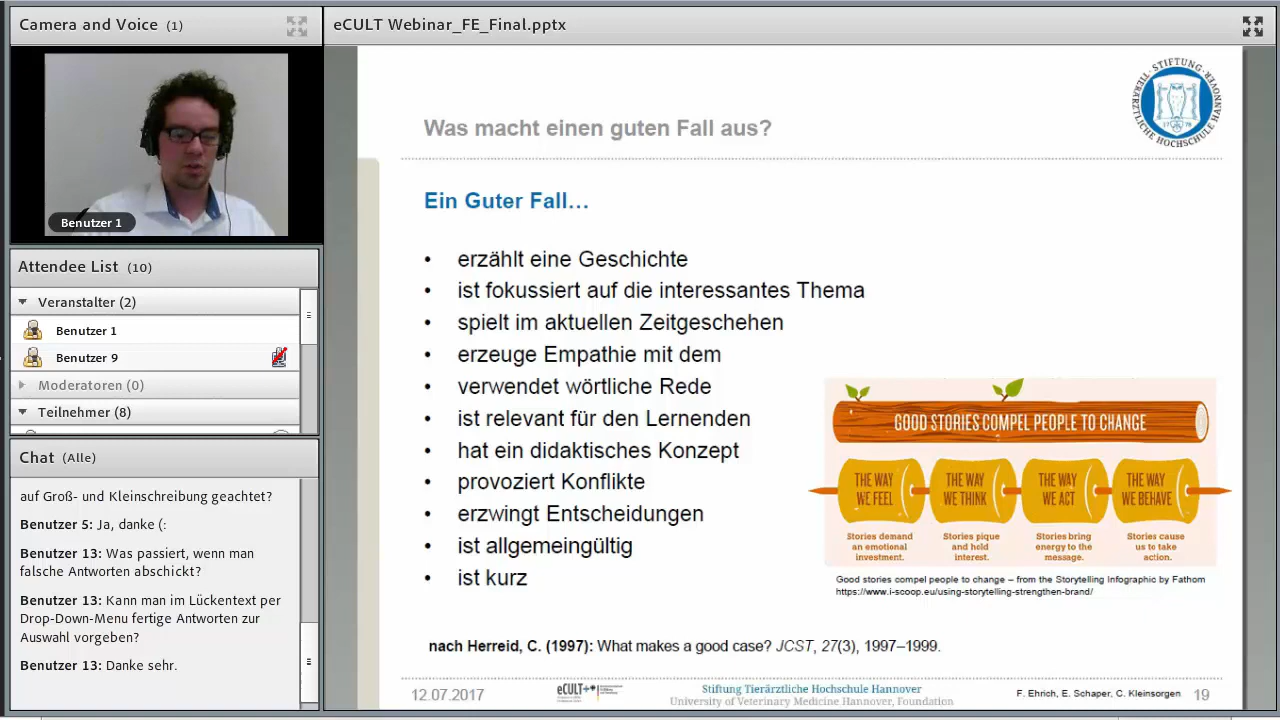 Camera and Voice (1)
Benutzer 1
Attendee List (10)
Veranstalter (2)
Benutzer 1
Benutzer 9
Moderatoren (0)
Teilnehmer (8)
Chat (Alle)
auf Groß- und Kleinschreibung geachtet?
Benutzer 5: Ja, danke (:
Benutzer 13: Was passiert, wenn man
falsche Antworten abschickt?
Benutzer 13: Kann man im Lückentext per
Drop-Down-Menu fertige Antworten zur
Auswahl vorgeben?
Benutzer 13: Danke sehr.
eCULT Webinar_FE_Final.pptx
STIFTUNG
TIERÄRZTLICHE HOCHSCHULE HANNOVER
Was macht einen guten Fall aus?
Ein Guter Fall…
• erzählt eine Geschichte
• ist fokussiert auf die interessantes Thema
• spielt im aktuellen Zeitgeschehen
• erzeuge Empathie mit dem
• verwendet wörtliche Rede
• ist relevant für den Lernenden
• hat ein didaktisches Konzept
• provoziert Konflikte
• erzwingt Entscheidungen
• ist allgemeingültig
• ist kurz
GOOD STORIES COMPEL PEOPLE TO CHANGE
THE WAY
WE FEEL
THE WAY
WE THINK
THE WAY
WE ACT
THE WAY
WE BEHAVE
Stories demand
an emotional
investment.
Stories pique
and hold
interest.
Stories bring
energy to the
message.
Stories cause
us to take
action.
Good stories compel people to change – from the Storytelling Infographic by Fathom
https://www.i-scoop.eu/using-storytelling-strengthen-brand/
nach Herreid, C. (1997): What makes a good case? JCST, 27(3), 1997–1999.
12.07.2017
eCULT+
Stiftung Tierärztliche Hochschule Hannover
University of Veterinary Medicine Hannover, Foundation
F. Ehrich, E. Schaper, C. Kleinsorgen
19